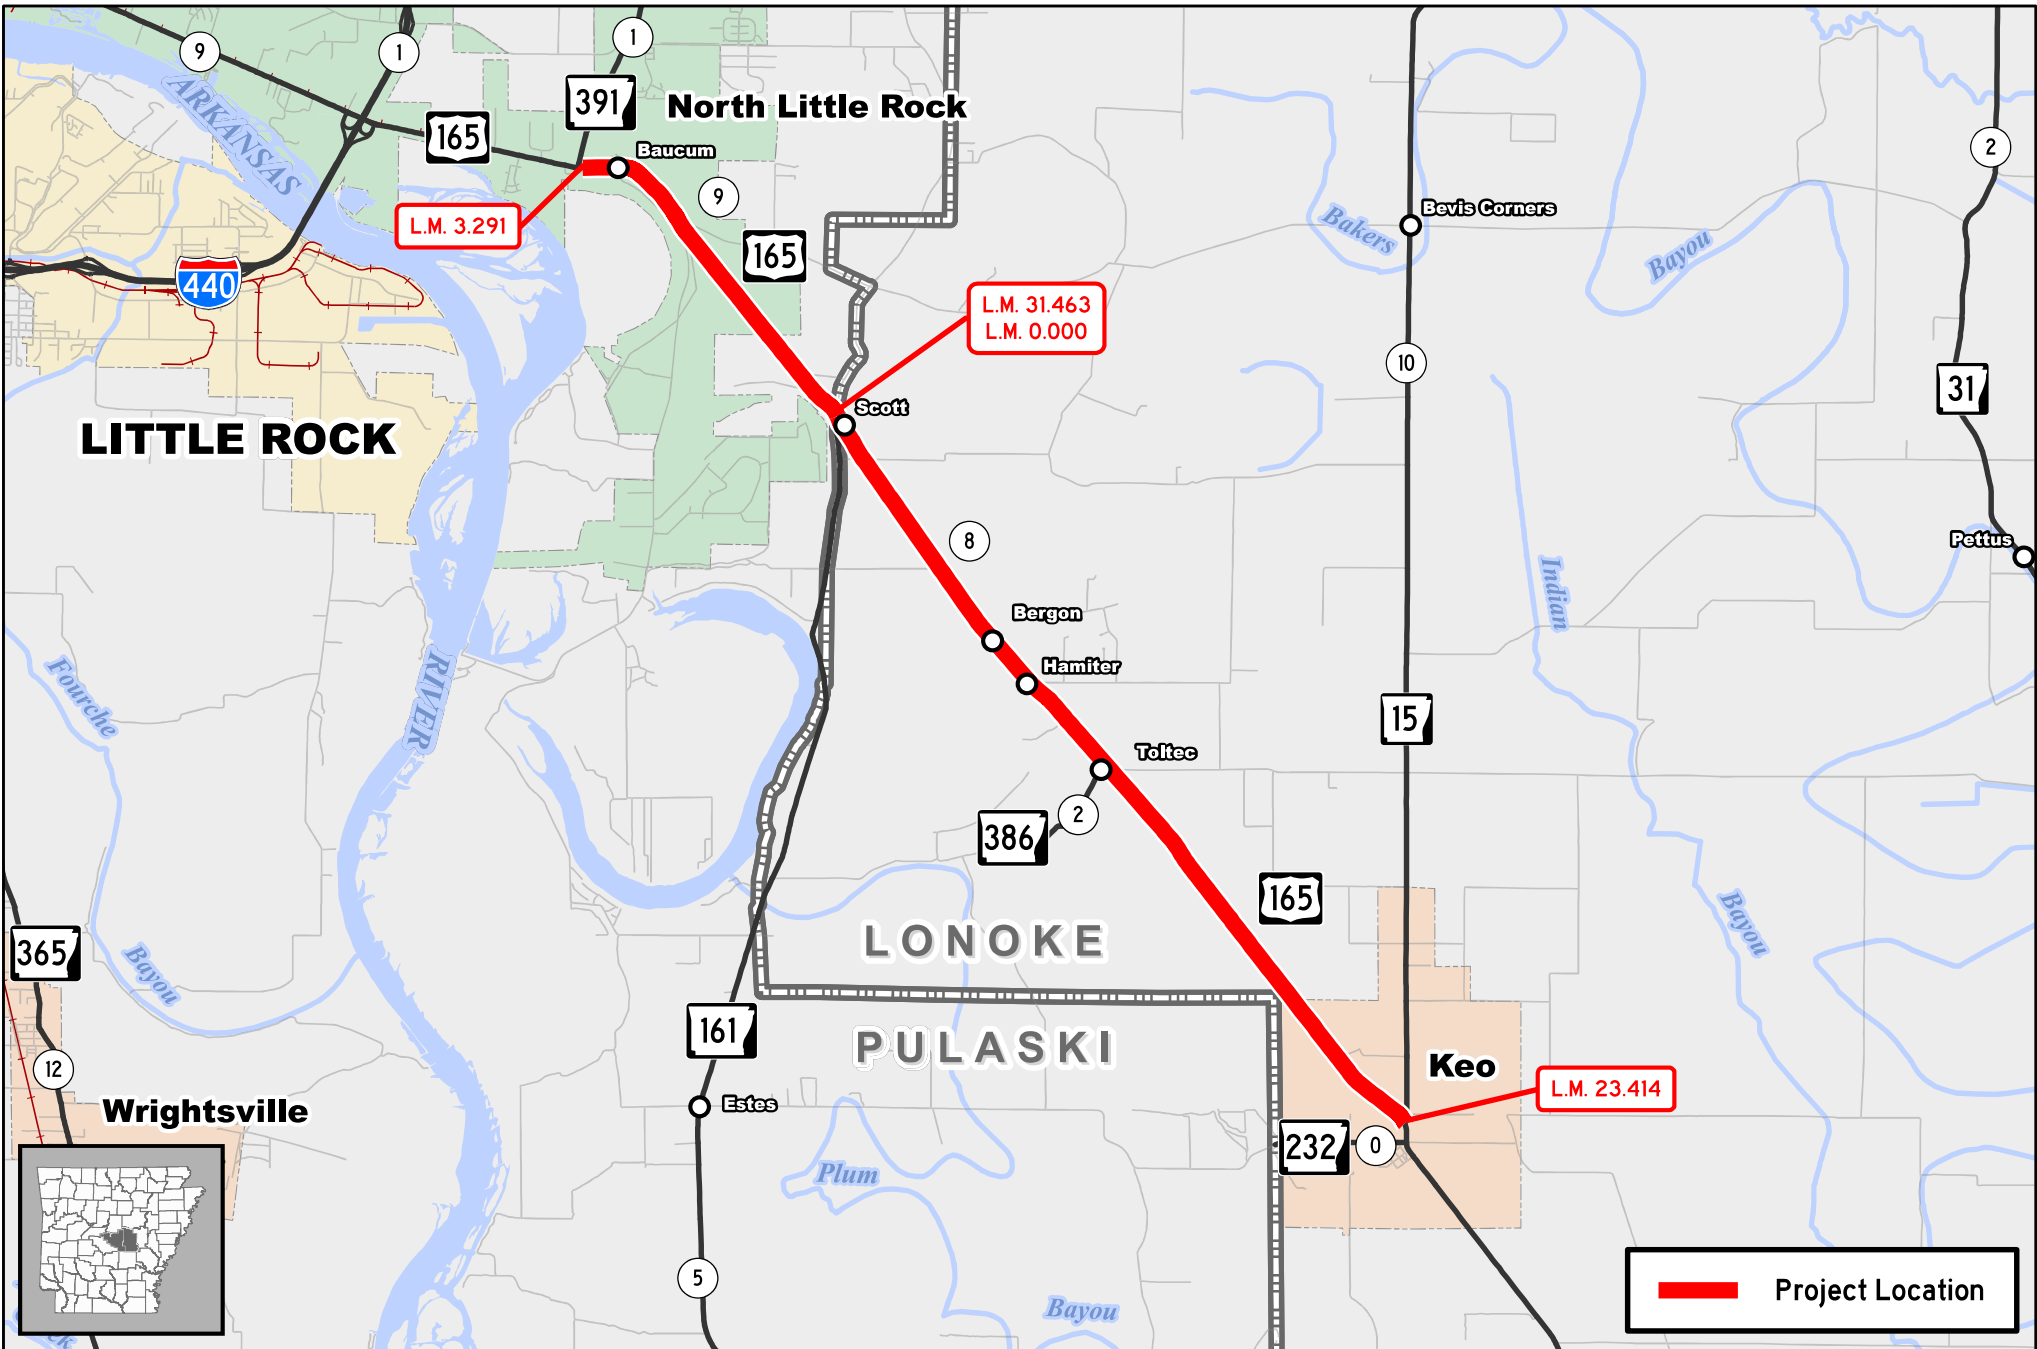 9
1
1
391
North Little Rock
165
Baucum
ARKANSAS
9
2
L.M. 3.291
165
Bevis Corners
Bakers
Bayou
440
L.M. 31.463
L.M. 0.000
10
31
Scott
LITTLE ROCK
8
Pettus
Indian
Bergon
Hamiter
Fourche
RIVER
15
Toltec
2
386
165
LONOKE
Bayou
365
Bayou
161
PULASKI
12
Keo
L.M. 23.414
Wrightsville
Estes
232
0
Plum
5
Bayou
Project Location